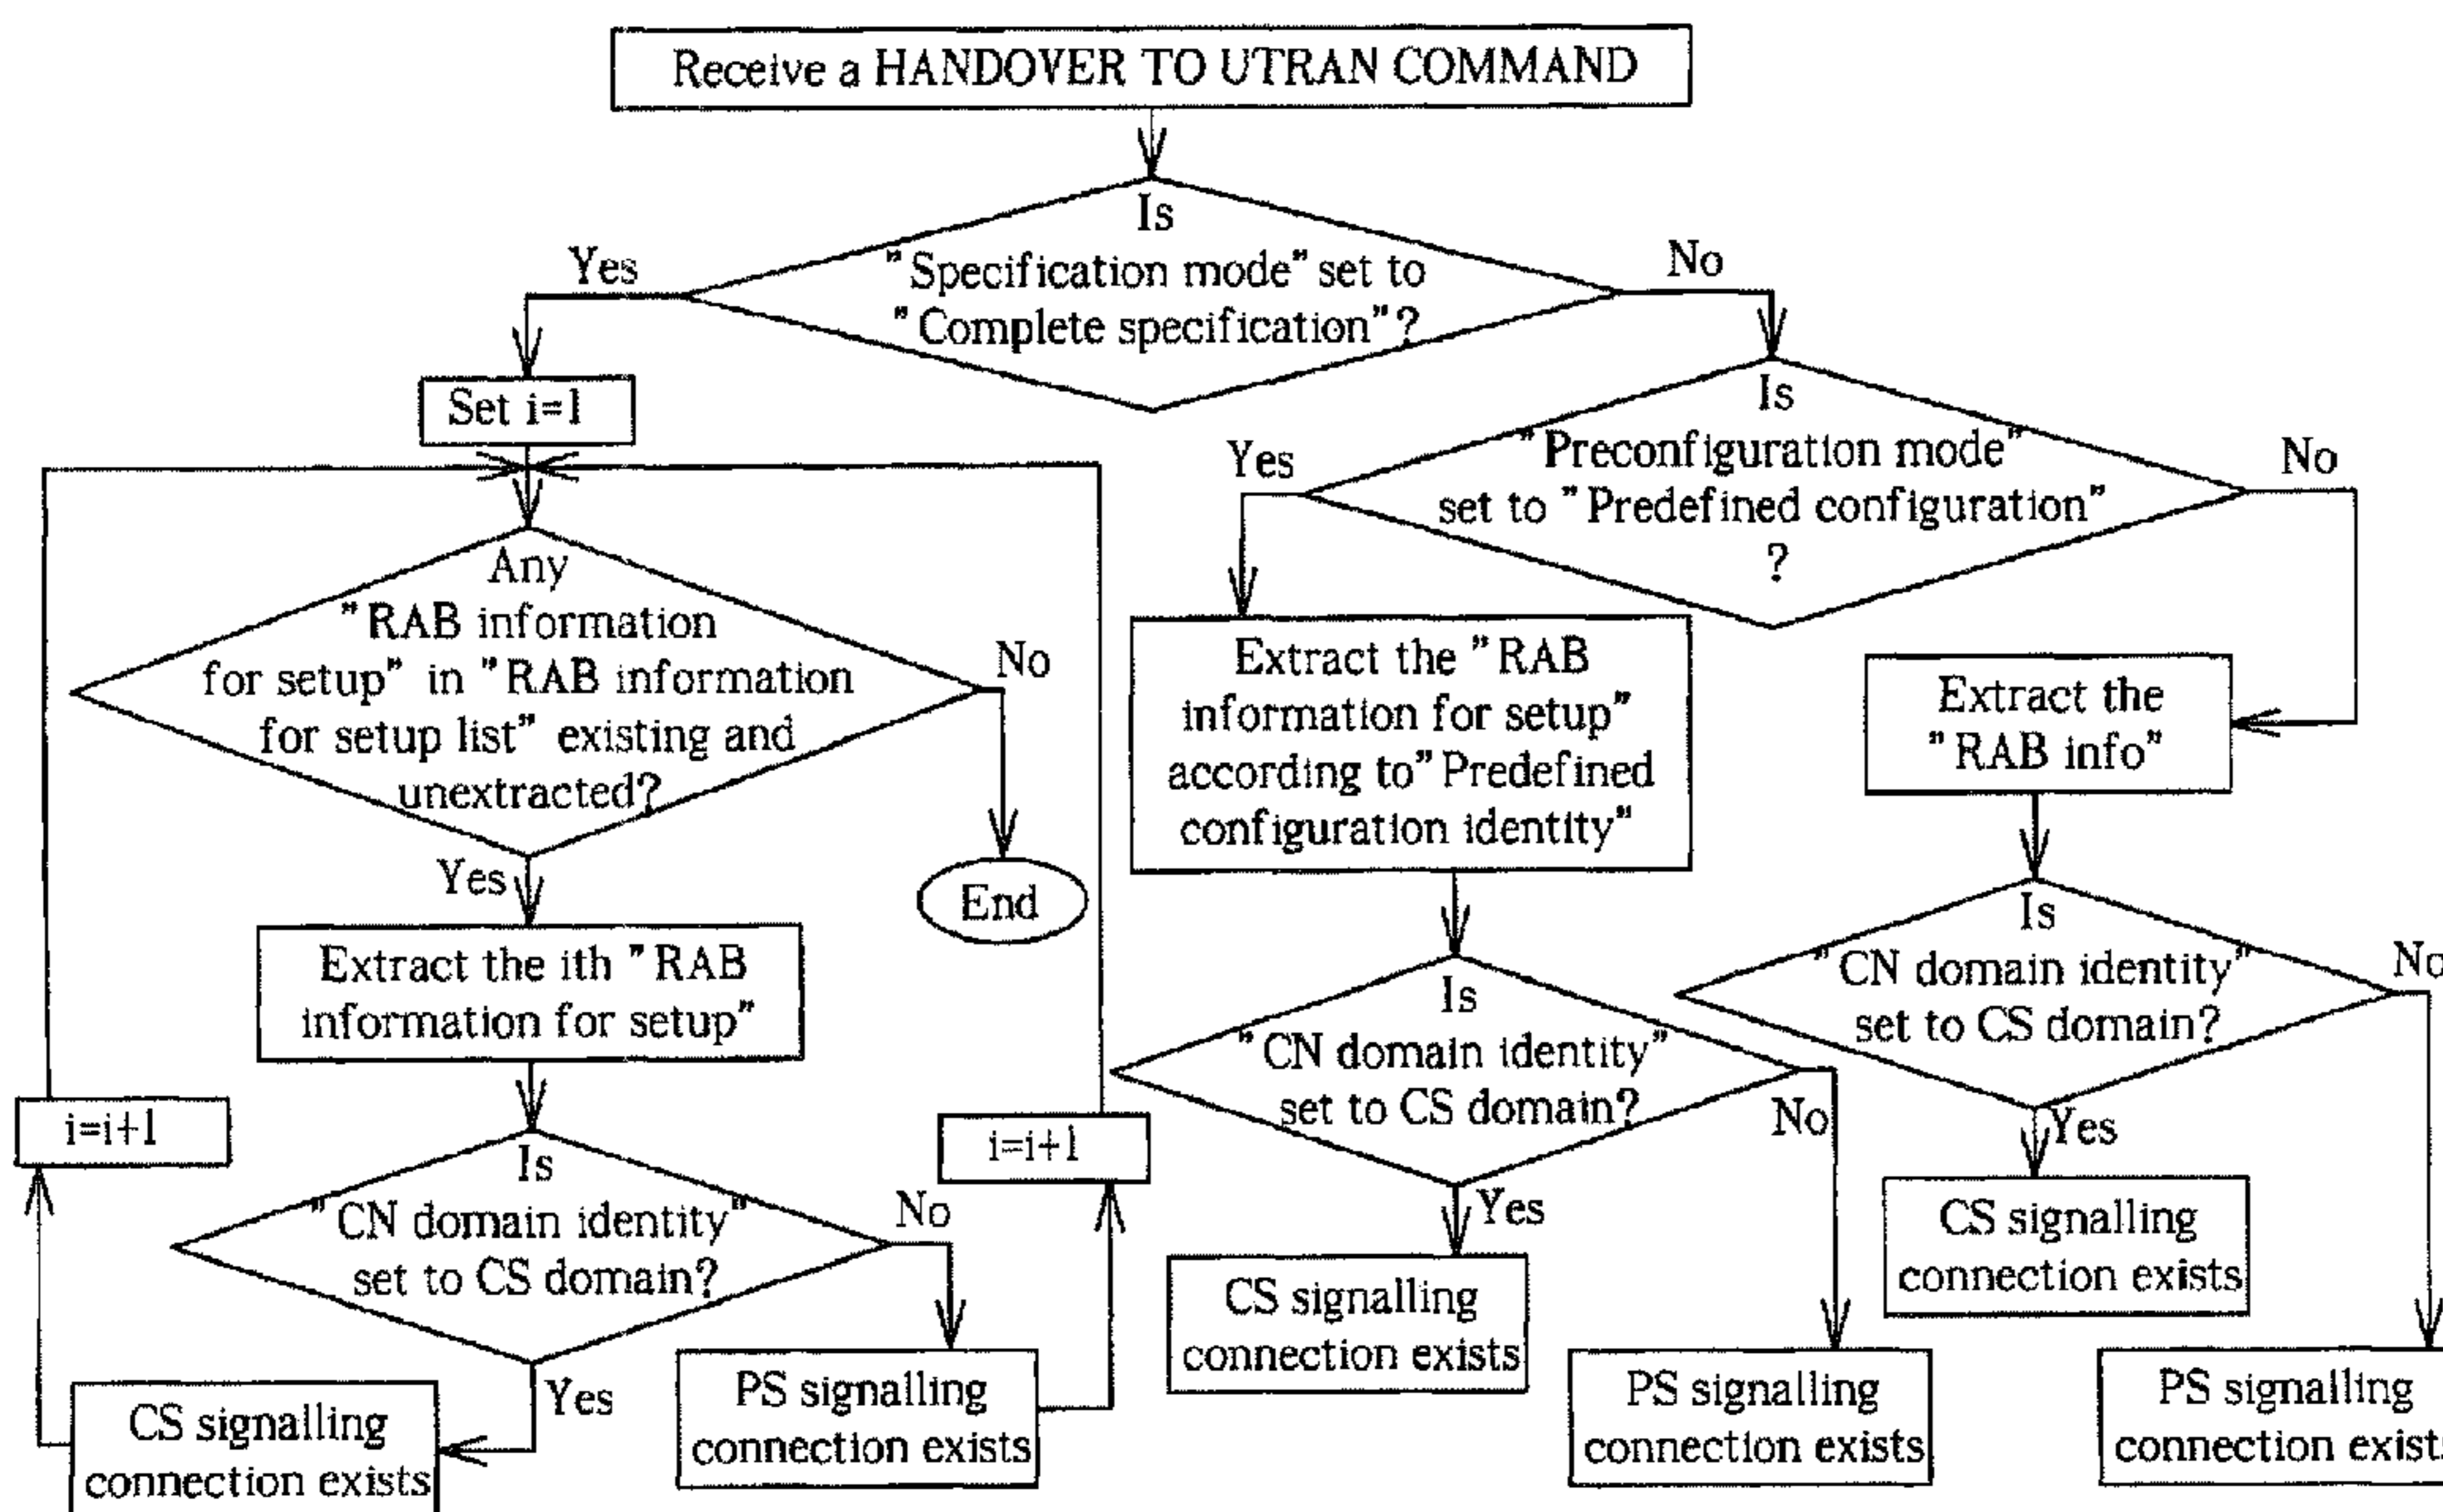 Receive a HANDOVER TO UTRAN COMMAND
Is
"Specification mode" set to
"Complete specification"?
Yes
No
Set i=1
Is
"Preconfiguration mode"
set to "Predefined configuration"
?
Yes
No
Any
"RAB information
for setup" in "RAB information
for setup list" existing and
unextracted?
No
Yes
End
Extract the ith "RAB
information for setup"
i=i+1
Is
"CN domain identity"
set to CS domain?
No
Yes
i=i+1
CS signalling
connection exists
PS signalling
connection exists
Extract the "RAB
information for setup"
according to" Predefined
configuration identity"
Is
"CN domain identity"
set to CS domain?
No
Yes
CS signalling
connection exists
PS signalling
connection exists
Extract the
"RAB info"
Is
"CN domain identity"
set to CS domain?
No
Yes
CS signalling
connection exists
PS signalling
connection exists